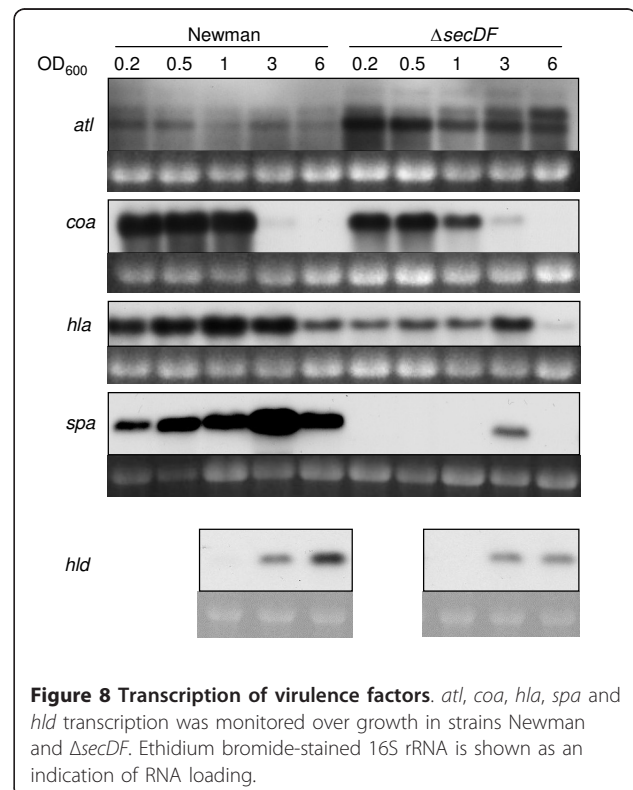 Newman ΔsecDF
OD600 0.2 0.5 1 3 6 0.2 0.5 1 3 6
atl
coa
hla
spa
hld
Figure 8 Transcription of virulence factors. atl, coa, hla, spa and
hld transcription was monitored over growth in strains Newman
and ΔsecDF. Ethidium bromide-stained 16S rRNA is shown as an
indication of RNA loading.